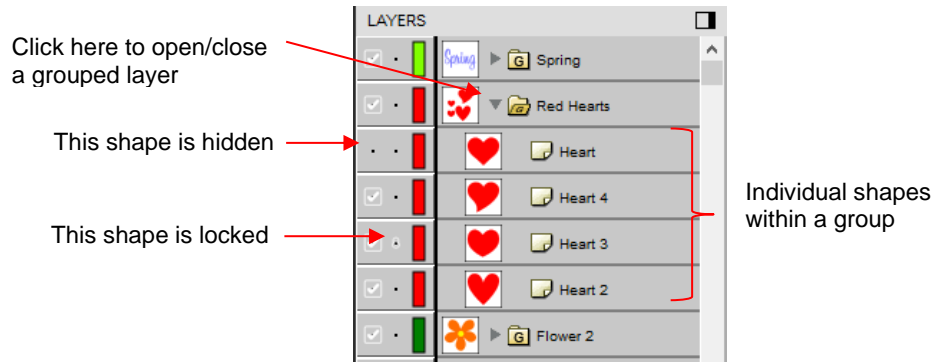 LAYERS
Click here to open/close
a grouped layer
Spring
G Spring
G Red Hearts
This shape is hidden
Heart
Heart 4
Individual shapes
within a group
This shape is locked
Heart 3
Heart 2
G Flower 2